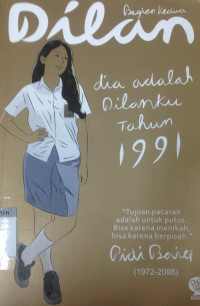 Bagian Kedua
Dilan
dia adalah
Dilanku
Tahun
1991
"Tujuan pacaran
adalah untuk putus.
Bisa karena menikah,
bisa karena berpisah."
Pidi Baiq
(1972-2098)